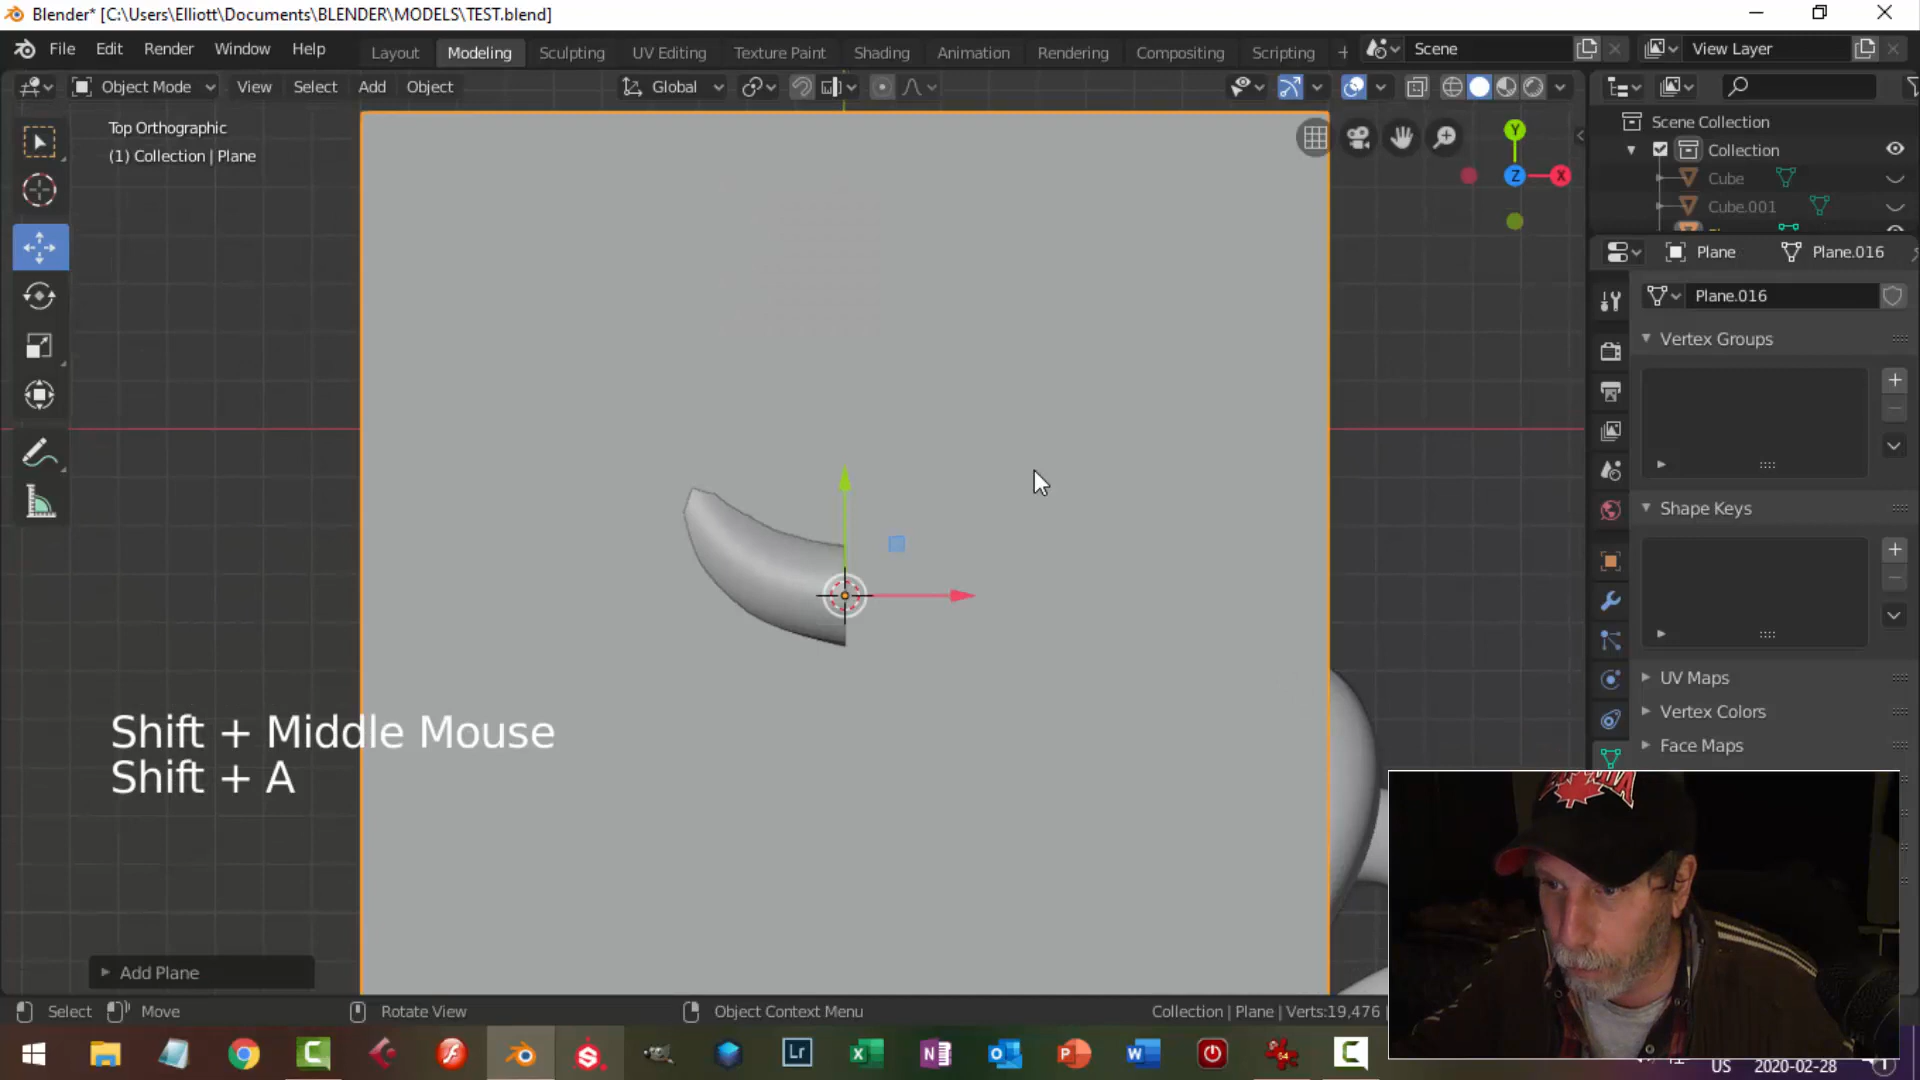 Blender* [C:\Users\Elliott\Documents\BLENDER\MODELS\TEST.blend]
File Edit Render Window Help
Layout Modeling Sculpting UV Editing Texture Paint Shading Animation Rendering Compositing Scripting + Scene View Layer
Object Mode View Select Add Object Global
Top Orthographic
(1) Collection | Plane
Y
Z X
Scene Collection
Collection
Cube
Cube.001
Plane Plane.016
Plane.016
Vertex Groups
Shape Keys
UV Maps
Vertex Colors
Face Maps
Shift + Middle Mouse
Shift + A
Add Plane
Select Move Rotate View Object Context Menu Collection | Plane | Verts:19,476 |
Lr
US 2020-02-28